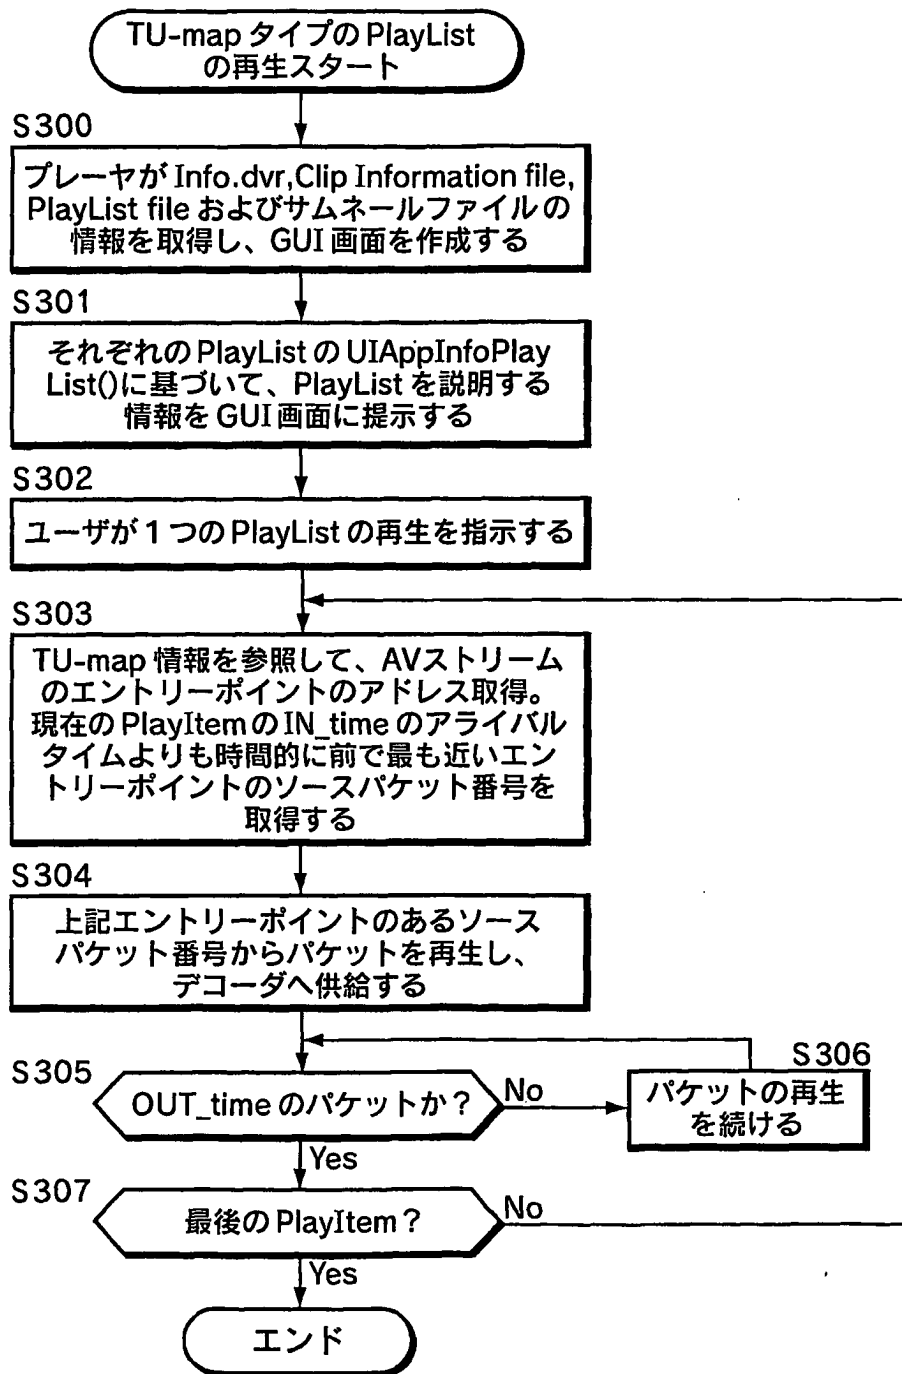 TU-map タイプの PlayList
の再生スタート
S300
プレーヤが Info.dvr,Clip Information file,
PlayList file およびサムネールファイルの
情報を取得し、GUI 画面を作成する
S301
それぞれの PlayList の UIAppInfoPlay
List()に基づいて、PlayList を説明する
情報を GUI 画面に提示する
S302
ユーザが 1 つの PlayList の再生を指示する
S303
TU-map 情報を参照して、AVストリーム
のエントリーポイントのアドレス取得。
現在の PlayItem の IN_time のアライバル
タイムよりも時間的に前で最も近いエン
トリーポイントのソースパケット番号を
取得する
S304
上記エントリーポイントのあるソース
パケット番号からパケットを再生し、
デコーダへ供給する
S305
OUT_time のパケットか？
No
S306
パケットの再生
を続ける
Yes
S307
最後の PlayItem？
No
Yes
エンド